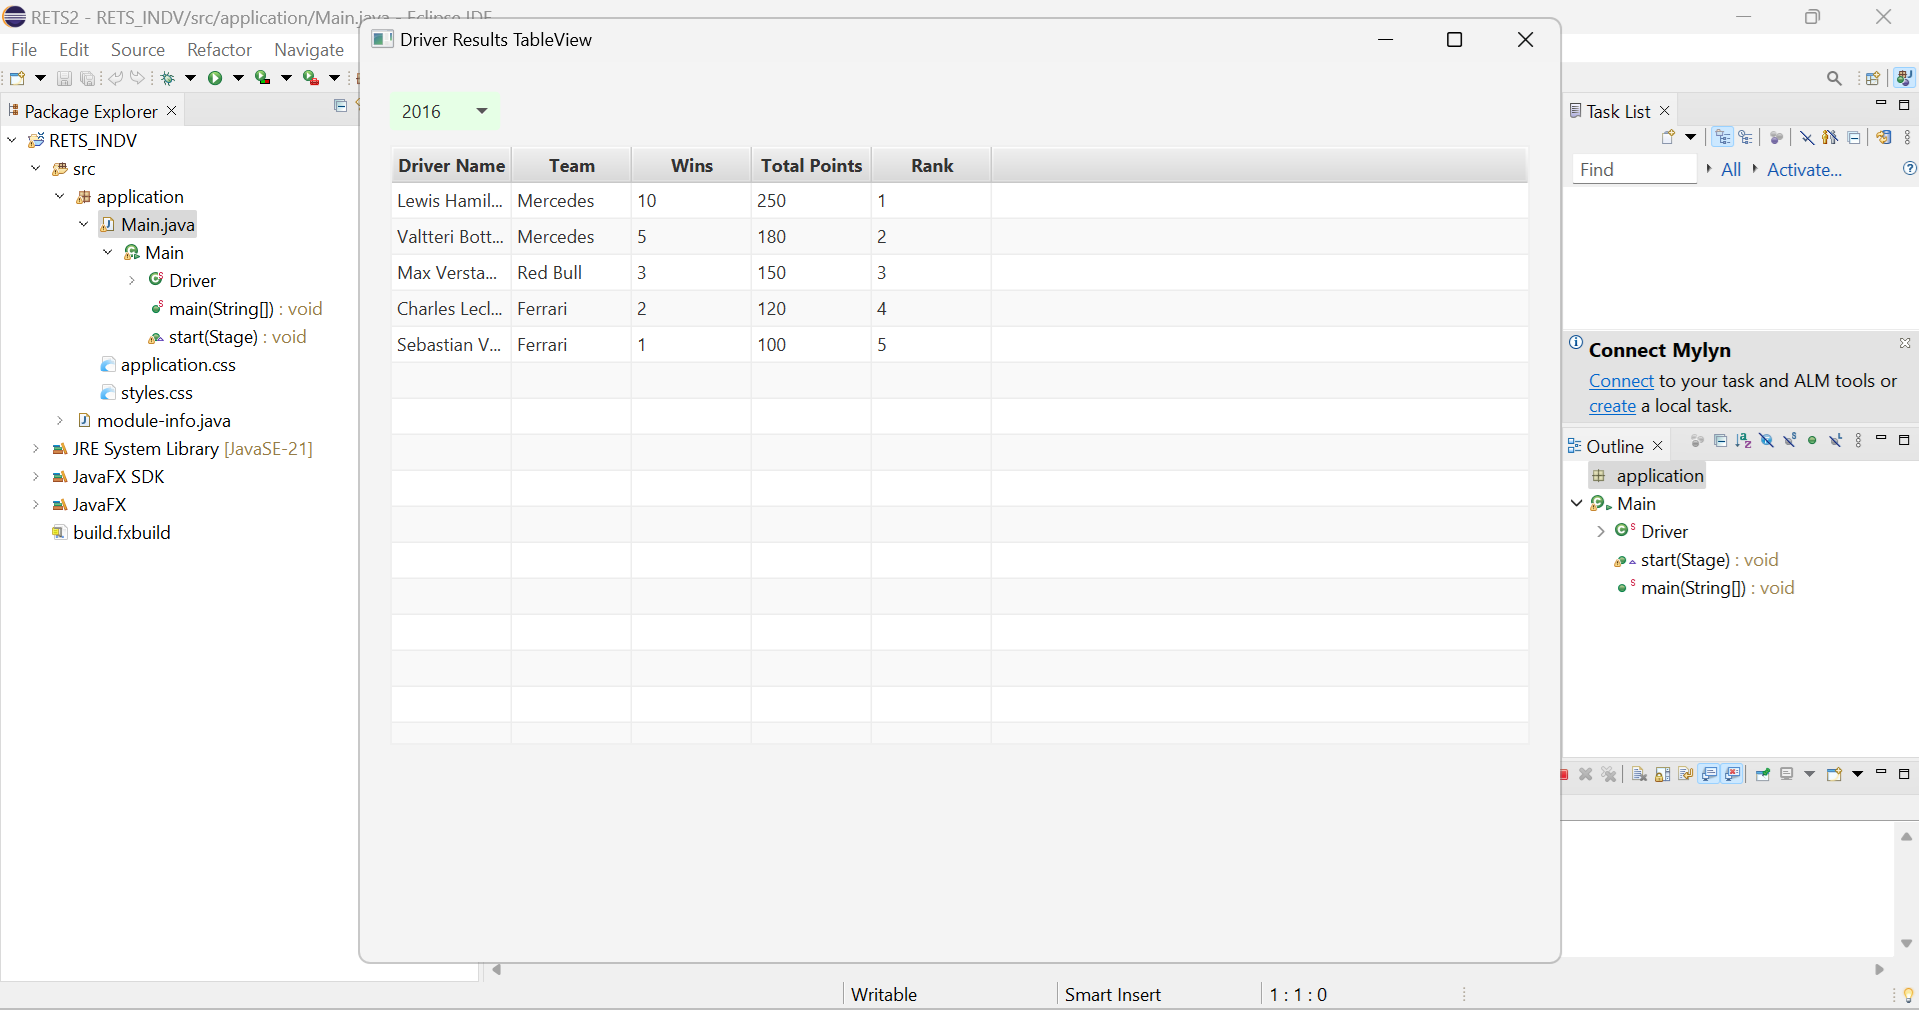 RETS2 - RETS_INDV/src/application/Main.java - Eclipse IDE
File Edit Source Refactor Navigate
Package Explorer
RETS_INDV
src
application
Main.java
Main
Driver
main(String[]) : void
start(Stage) : void
application.css
styles.css
module-info.java
JRE System Library [JavaSE-21]
JavaFX SDK
JavaFX
build.fxbuild
Driver Results TableView
2016
Driver Name Team Wins Total Points Rank
Lewis Hamil... Mercedes 10 250 1
Valtteri Bott... Mercedes 5 180 2
Max Versta... Red Bull 3 150 3
Charles Lecl... Ferrari 2 120 4
Sebastian V... Ferrari 1 100 5
Task List
Find All Activate...
Connect Mylyn
Connect to your task and ALM tools or
create a local task.
Outline
application
Main
Driver
start(Stage) : void
main(String[]) : void
Writable Smart Insert 1 : 1 : 0